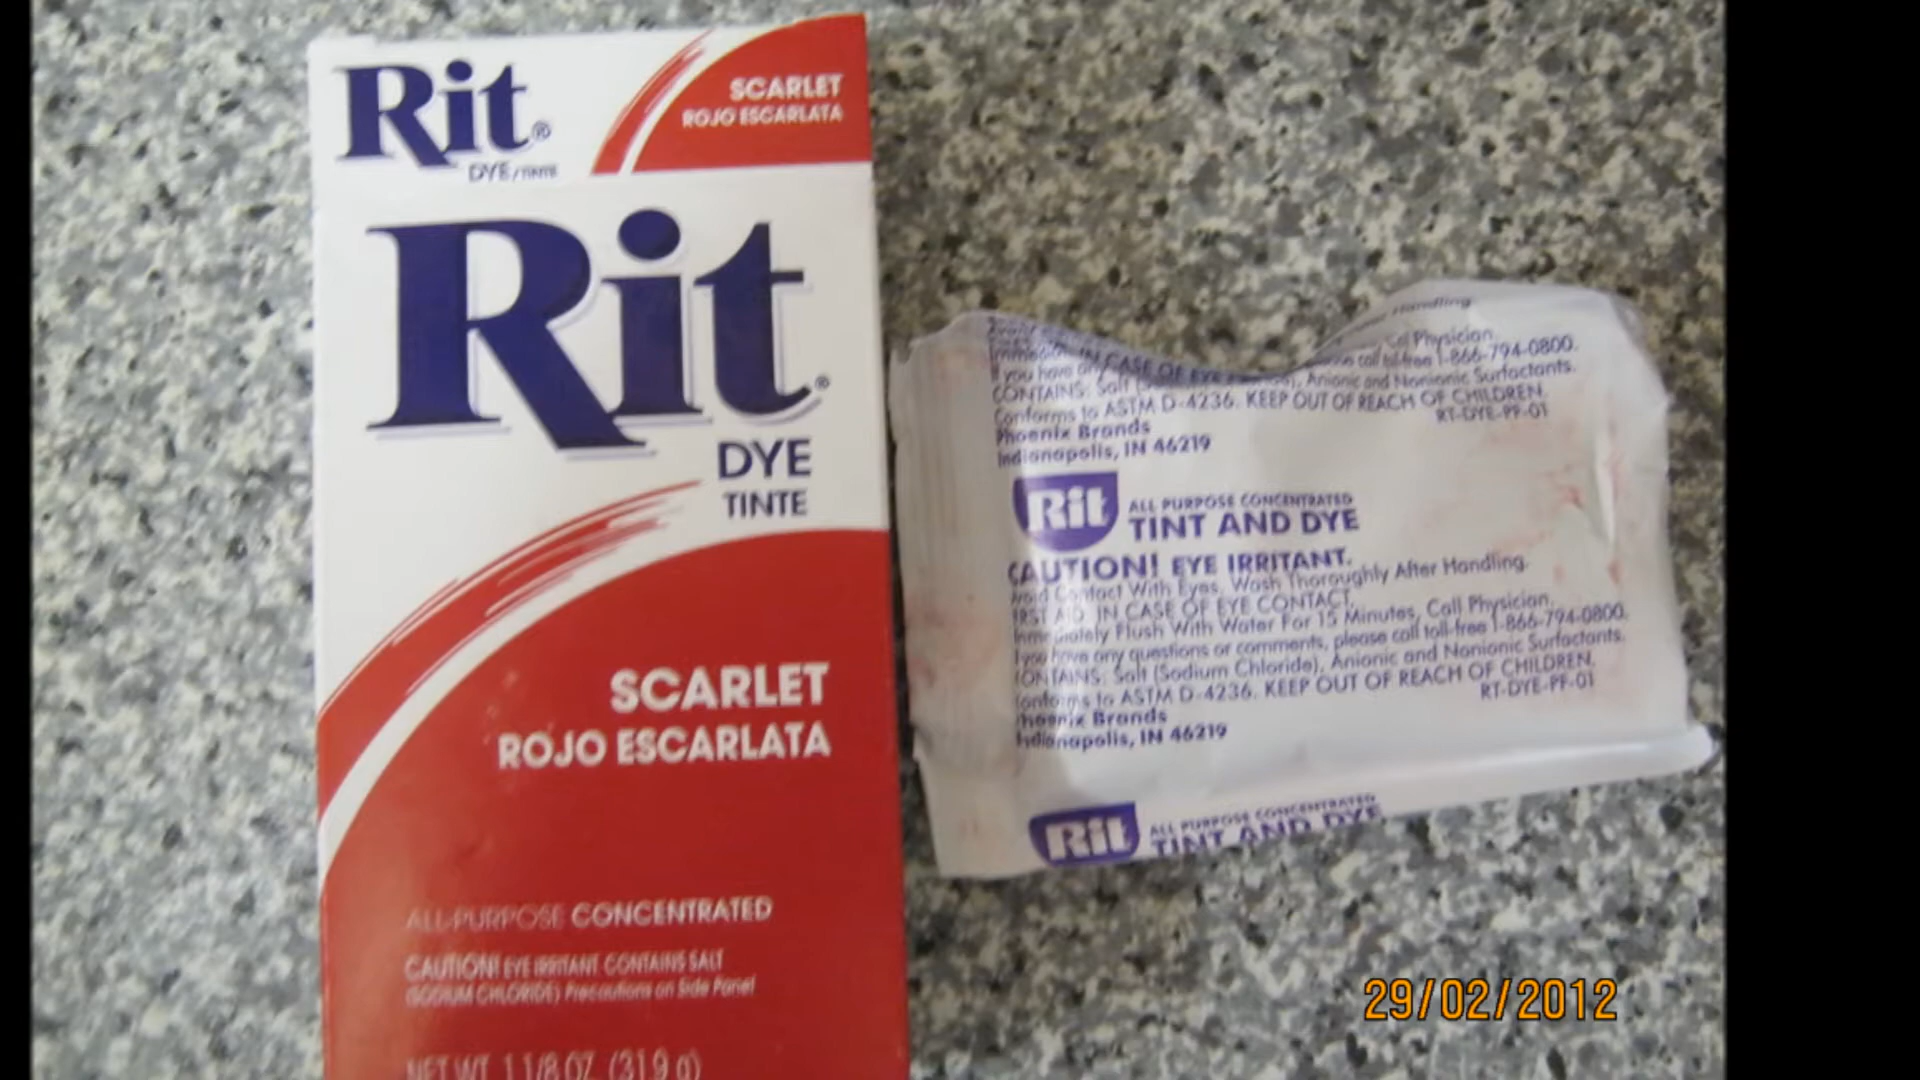 Rit®
DYE/TINTE
SCARLET
ROJO ESCARLATA
Rit®
DYE
TINTE
SCARLET
ROJO ESCARLATA
ALL-PURPOSE CONCENTRATED
CAUTION! EYE IRRITANT CONTAINS SALT
(SODIUM CHLORIDE) Precautions on Side Panel
NET WT. 1 1/8 OZ. (31.9 g)
Handling
Call Physician.
If you have any call toll-free 1-866-794-0800.
CONTAINS: Salt Anionic and Nonionic Surfactants.
Conforms to ASTM D-4236. KEEP OUT OF REACH OF CHILDREN.
RT-DYE-PF-01
Phoenix Brands
Indianapolis, IN 46219
Rit ALL PURPOSE CONCENTRATED
TINT AND DYE
CAUTION! EYE IRRITANT.
Avoid Contact With Eyes. Wash Thoroughly After Handling.
FIRST AID IN CASE OF EYE CONTACT,
Immediately Flush With Water For 15 Minutes, Call Physician.
If you have any questions or comments, please call toll-free 1-866-794-0800.
CONTAINS: Salt (Sodium Chloride), Anionic and Nonionic Surfactants.
Conforms to ASTM D-4236. KEEP OUT OF REACH OF CHILDREN.
RT-DYE-PF-01
Phoenix Brands
Indianapolis, IN 46219
Rit ALL PURPOSE CONCENTRATED
TINT AND DYE
29/02/2012